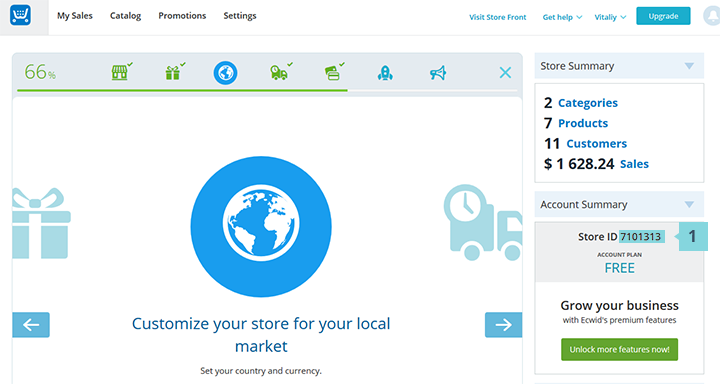 My Sales Catalog Promotions Settings Visit Store Front Get help Vitaliy Upgrade
66%
Customize your store for your local
market
Set your country and currency.
Store Summary
2 Categories
7 Products
11 Customers
$ 1 628.24 Sales
Account Summary
Store ID 7101313 1
ACCOUNT PLAN
FREE
Grow your business
with Ecwid's premium features
Unlock more features now!